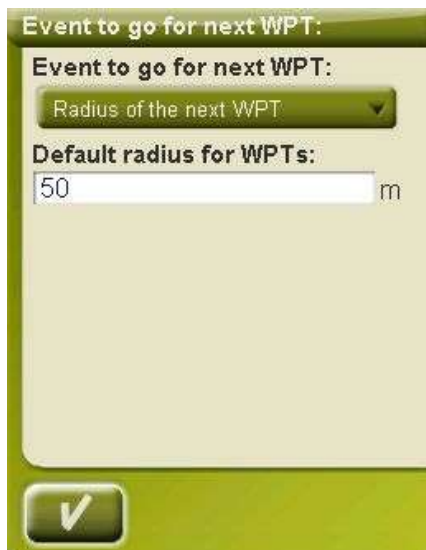 Event to go for next WPT:
Event to go for next WPT:
Radius of the next WPT
Default radius for WPTs:
50 m